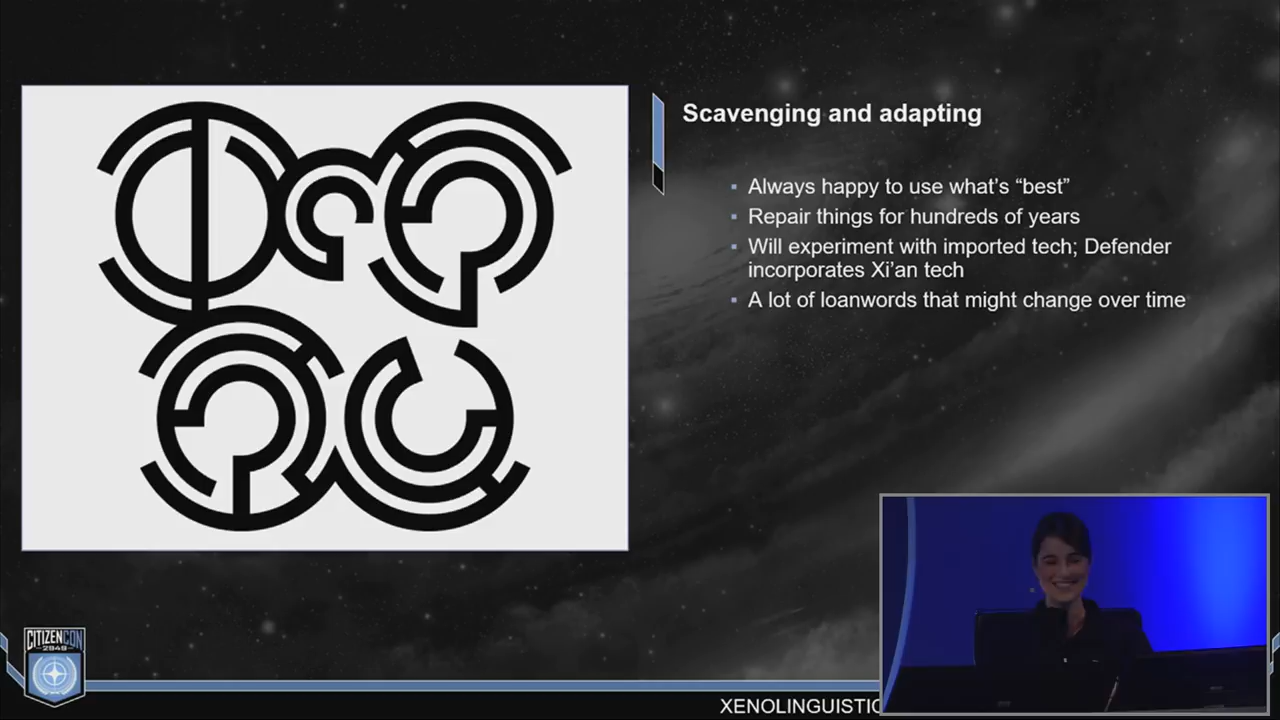 Scavenging and adapting
▪ Always happy to use what's “best”
▪ Repair things for hundreds of years
▪ Will experiment with imported tech; Defender
incorporates Xi'an tech
▪ A lot of loanwords that might change over time
CITIZENCON
2948
XENOLINGUISTIC